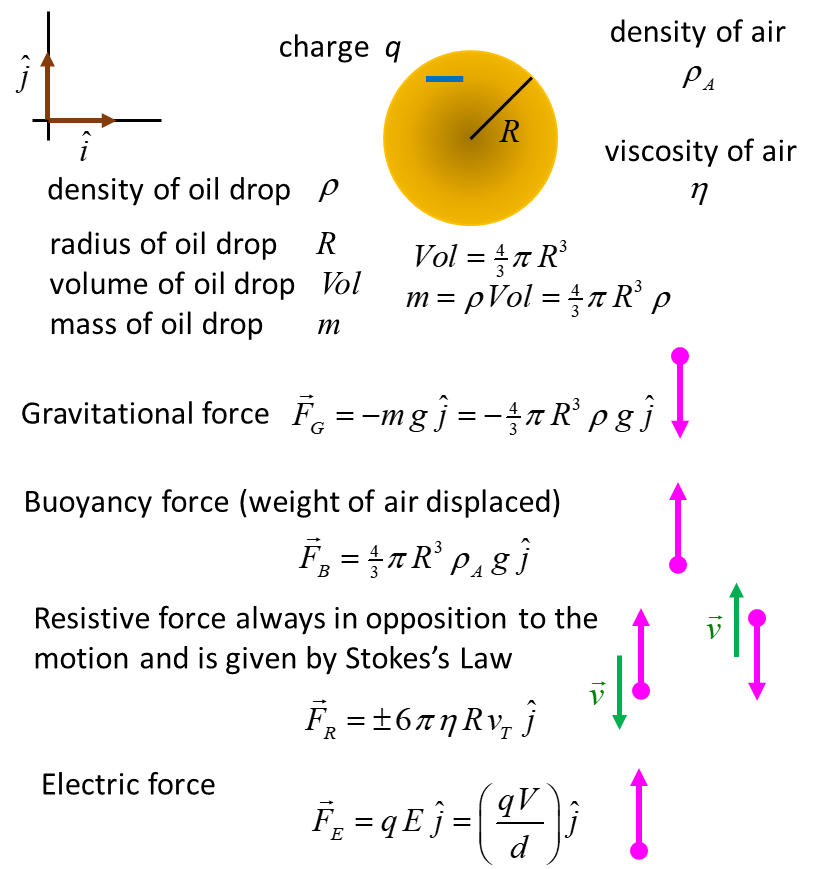 charge q
density of air
ρ_A
ĵ
î
R
viscosity of air
η
density of oil drop ρ
radius of oil drop R
volume of oil drop Vol
mass of oil drop m
Vol = 4/3 π R³
m = ρ Vol = 4/3 π R³ ρ
Gravitational force F⃗_G = −m g ĵ = −4/3 π R³ ρ g ĵ
Buoyancy force (weight of air displaced)
F⃗_B = 4/3 π R³ ρ_A g ĵ
Resistive force always in opposition to the
motion and is given by Stokes's Law
v⃗
v⃗
F⃗_R = ±6 π η R v_T ĵ
Electric force
F⃗_E = q E ĵ = (qV/d) ĵ